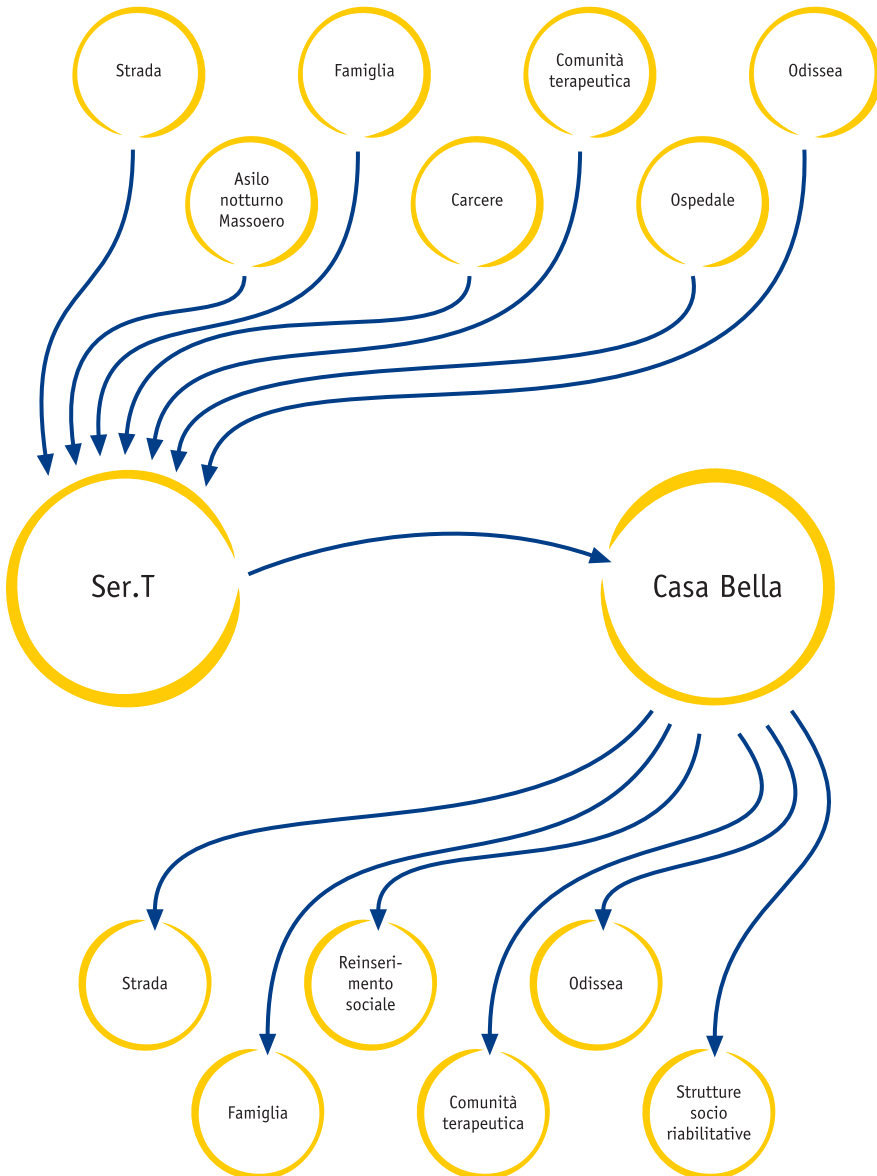 Strada
Famiglia
Comunità
terapeutica
Odissea
Asilo
notturno
Massoero
Carcere
Ospedale
Ser.T
Casa Bella
Strada
Reinseri-
mento
sociale
Odissea
Famiglia
Comunità
terapeutica
Strutture
socio
riabilitative